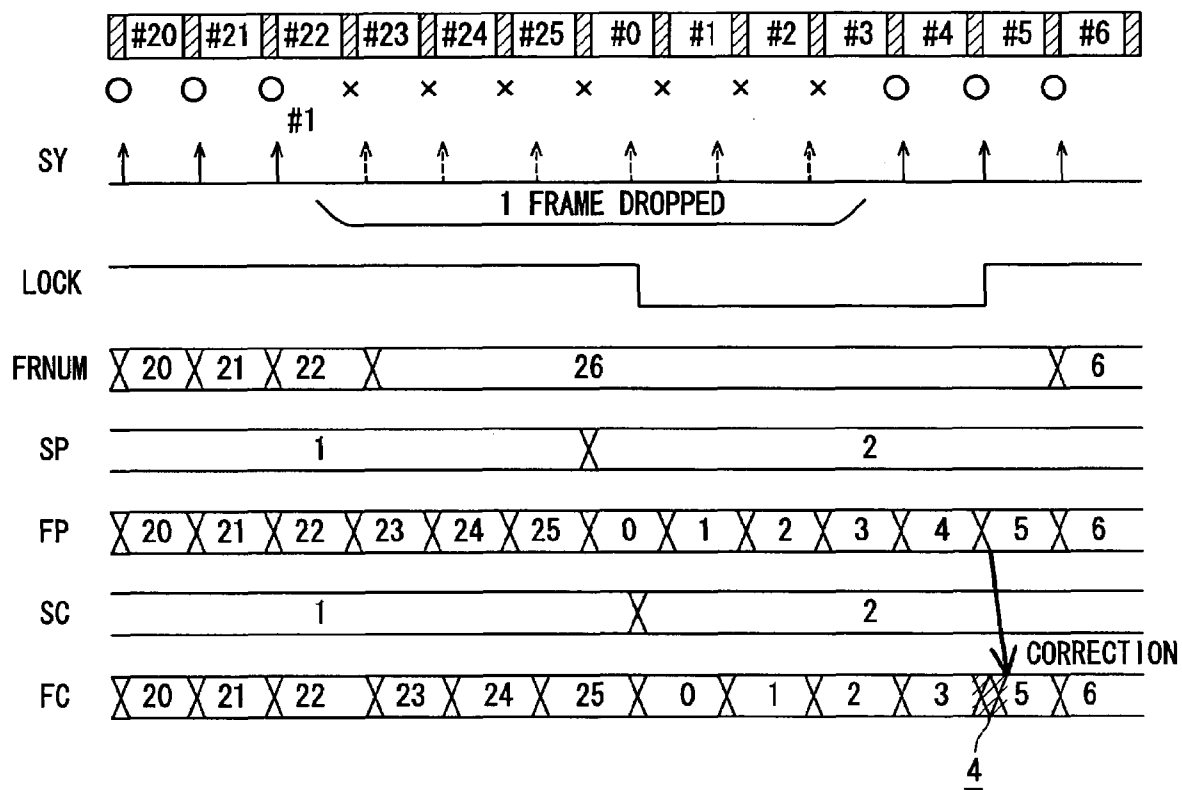 #20 #21 #22 #23 #24 #25 #0 #1 #2 #3 #4 #5 #6
○ ○ ○ × × × × × × × ○ ○ ○
#1
SY
1 FRAME DROPPED
LOCK
FRNUM 20 21 22 26 6
SP 1 2
FP 20 21 22 23 24 25 0 1 2 3 4 5 6
SC 1 2
CORRECTION
FC 20 21 22 23 24 25 0 1 2 3 5 6
4